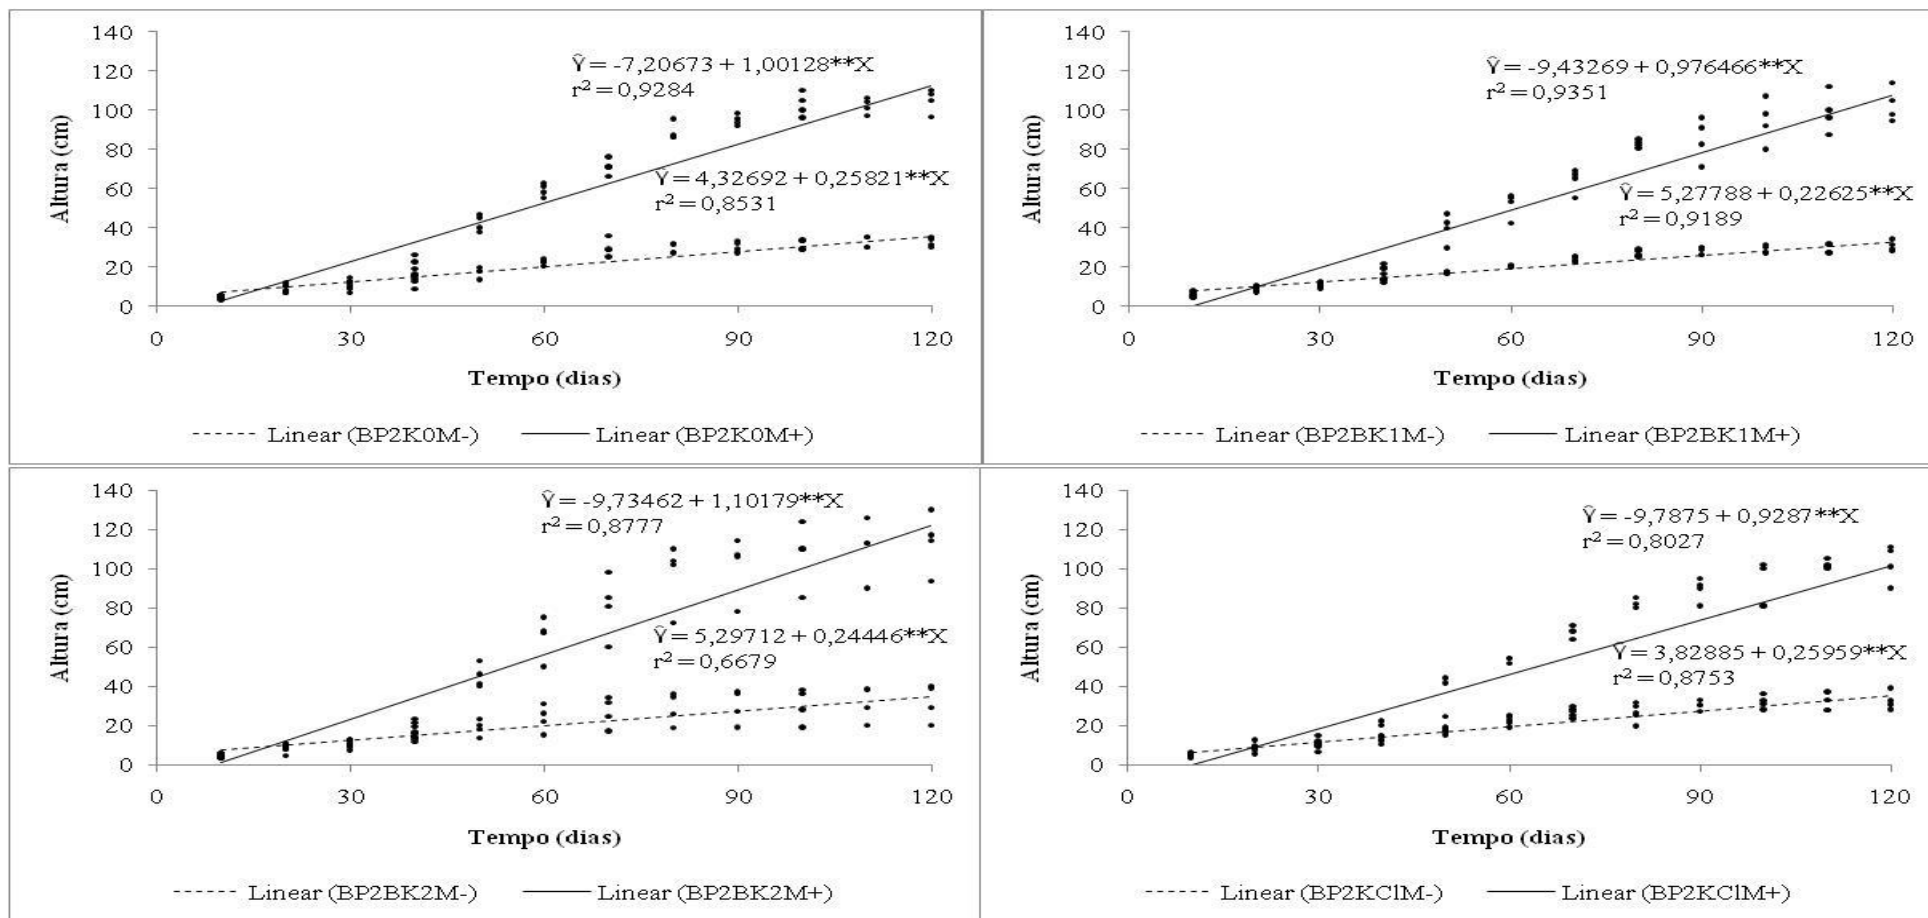 140
120
100
80
60
40
20
0
Altura (cm)
Ŷ = -7,20673 + 1,00128**X
r² = 0,9284
Ŷ = 4,32692 + 0,25821**X
r² = 0,8531
0 30 60 90 120
Tempo (dias)
Linear (BP2K0M-) Linear (BP2K0M+)
140
120
100
80
60
40
20
0
Altura (cm)
Ŷ = -9,43269 + 0,976466**X
r² = 0,9351
Ŷ = 5,27788 + 0,22625**X
r² = 0,9189
0 30 60 90 120
Tempo (dias)
Linear (BP2BK1M-) Linear (BP2BK1M+)
140
120
100
80
60
40
20
0
Altura (cm)
Ŷ = -9,73462 + 1,10179**X
r² = 0,8777
Ŷ = 5,29712 + 0,24446**X
r² = 0,6679
0 30 60 90 120
Tempo (dias)
Linear (BP2BK2M-) Linear (BP2BK2M+)
140
120
100
80
60
40
20
0
Altura (cm)
Ŷ = -9,7875 + 0,9287**X
r² = 0,8027
Ŷ = 3,82885 + 0,25959**X
r² = 0,8753
0 30 60 90 120
Tempo (dias)
Linear (BP2KClM-) Linear (BP2KClM+)